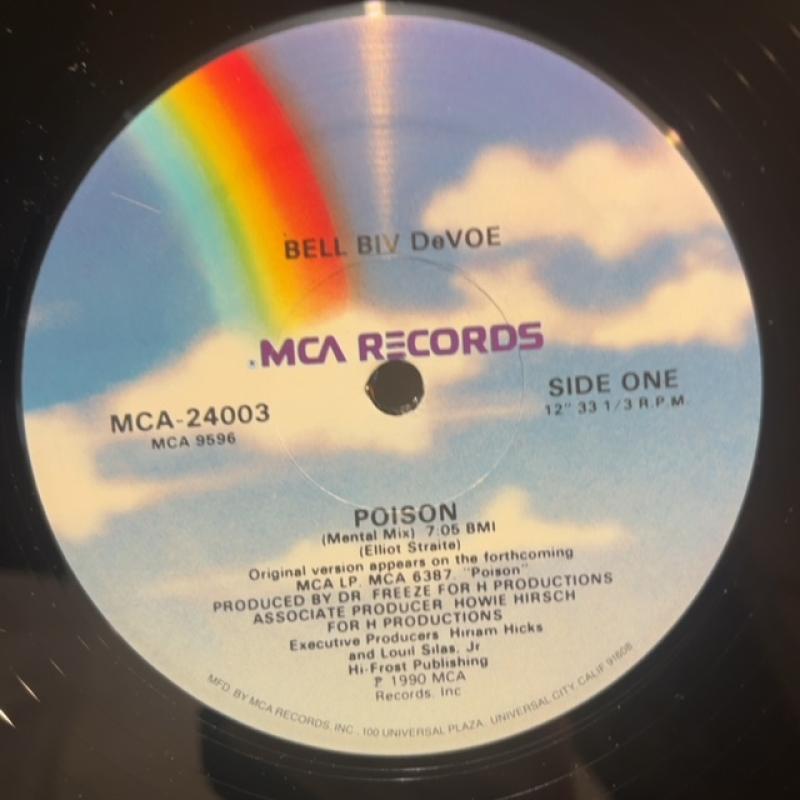 BELL BIV DeVOE
MCA RECORDS
MCA-24003
MCA 9596
SIDE ONE
12" 33 1/3 R.P.M.
POISON
(Mental Mix) 7:05 BMI
(Elliot Straite)
Original version appears on the forthcoming
MCA LP. MCA 6387. "Poison"
PRODUCED BY DR. FREEZE FOR H PRODUCTIONS
ASSOCIATE PRODUCER HOWIE HIRSCH
FOR H PRODUCTIONS
Executive Producers Hiriam Hicks
and Louil Silas, Jr
Hi-Frost Publishing
℗ 1990 MCA
Records, Inc
MFD. BY MCA RECORDS, INC., 100 UNIVERSAL PLAZA, UNIVERSAL CITY, CALIF. 91608